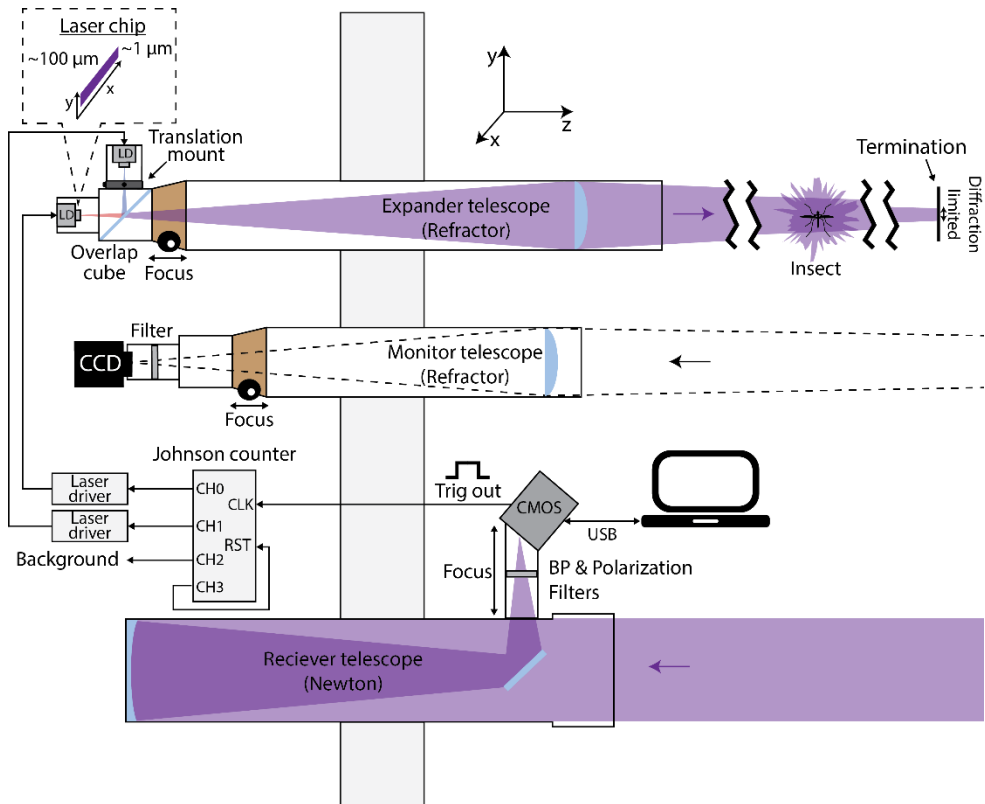 Laser chip
~100 µm
~1 µm
y
x
LD
Translation
mount
LD
Overlap
cube
Focus
Expander telescope
(Refractor)
y
z
x
Termination
Diffraction
limited
Insect
Filter
CCD
Monitor telescope
(Refractor)
Focus
Johnson counter
Laser
driver
Laser
driver
Background
CH0
CLK
CH1
RST
CH2
CH3
Trig out
CMOS
USB
Focus
BP & Polarization
Filters
Reciever telescope
(Newton)